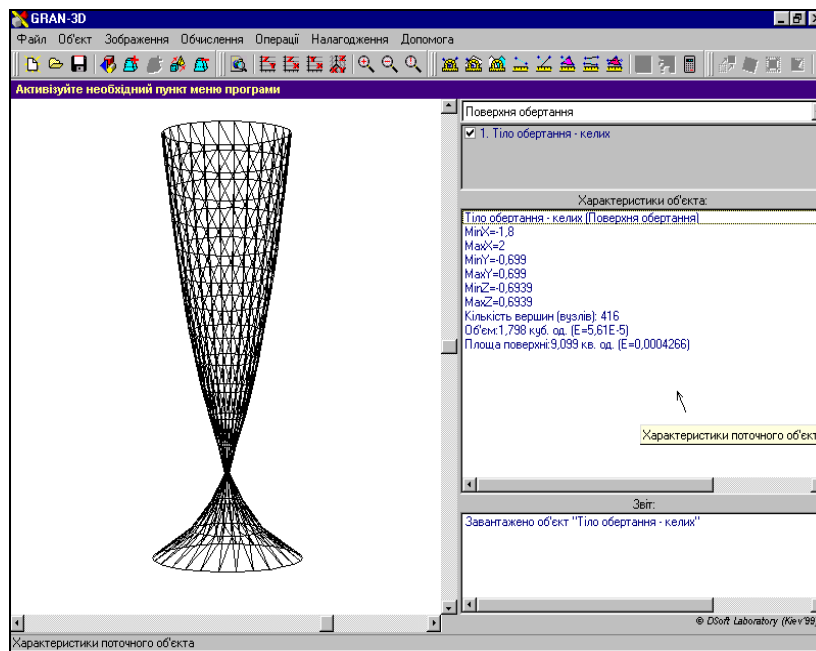 GRAN-3D
Файл Об'єкт Зображення Обчислення Операції Налагодження Допомога
Активізуйте необхідний пункт меню програми
Поверхня обертання
1. Тіло обертання - келих
Характеристики об'єкта:
Тіло обертання - келих (Поверхня обертання)
MinX=-1,8
MaxX=2
MinY=-0,699
MaxY=0,699
MinZ=-0,6939
MaxZ=0,6939
Кількість вершин (вузлів): 416
Об'єм:1,798 куб. од. (E=5,61E-5)
Площа поверхні:9,099 кв. од. (E=0,0004266)
Характеристики поточного об'єкт
Звіт:
Завантажено об'єкт "Тіло обертання - келих"
© DSoft Laboratory (Kiev'99)
Характеристики поточного об'єкта